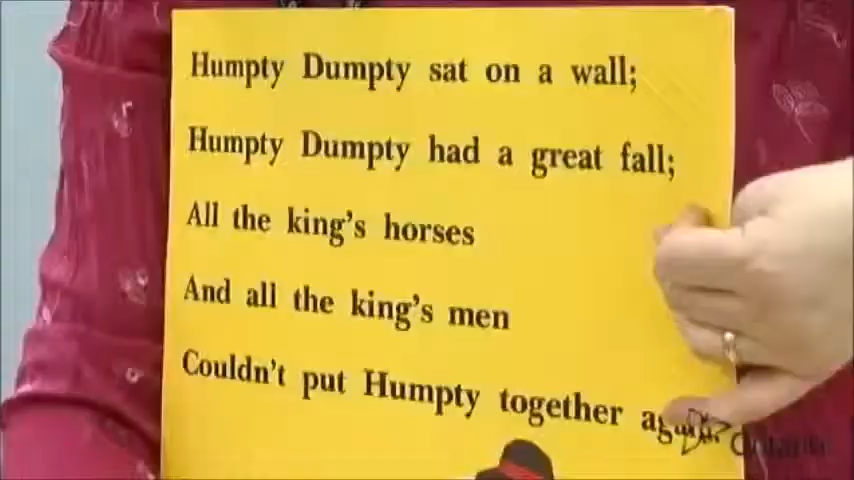 Humpty Dumpty sat on a wall;
Humpty Dumpty had a great fall;
All the king's horses
And all the king's men
Couldn't put Humpty together